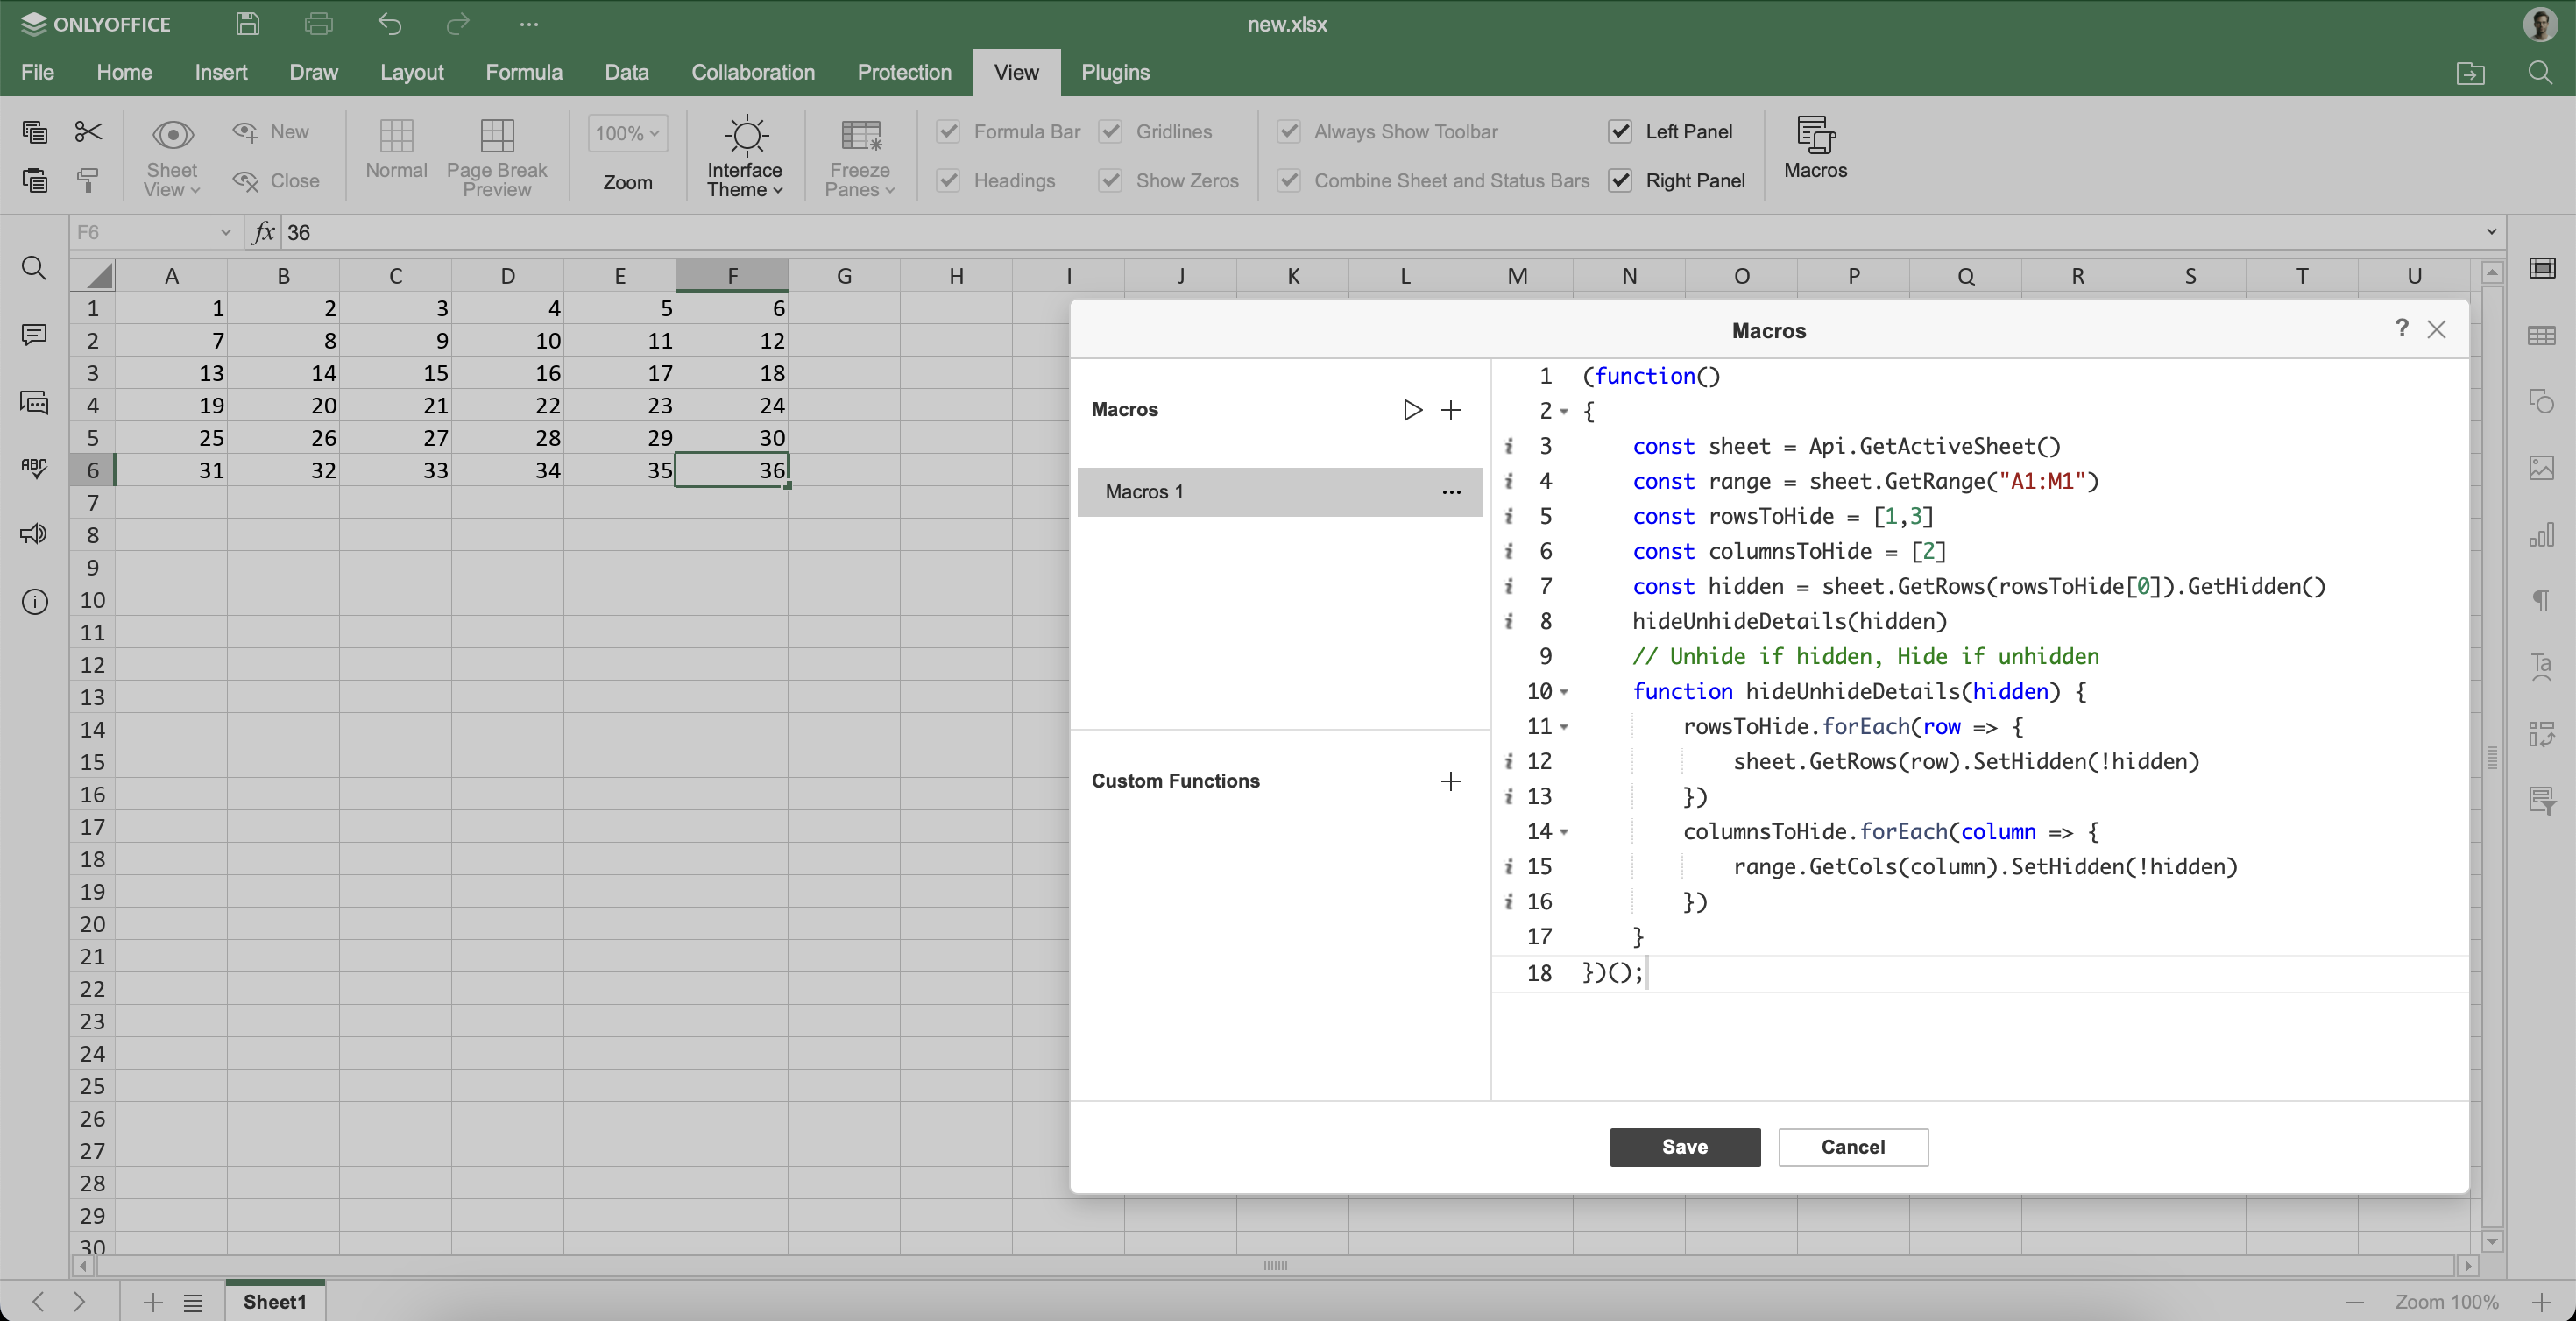 ONLYOFFICE
new.xlsx
File Home Insert Draw Layout Formula Data Collaboration Protection View Plugins
Sheet View
New
Close
Normal
Page Break Preview
100%
Zoom
Interface Theme
Freeze Panes
Formula Bar
Headings
Gridlines
Show Zeros
Always Show Toolbar
Combine Sheet and Status Bars
Left Panel
Right Panel
Macros
F6 fx 36
A B C D E F G H I J K L M N O P Q R S T U
1 1 2 3 4 5 6
2 7 8 9 10 11 12
3 13 14 15 16 17 18
4 19 20 21 22 23 24
5 25 26 27 28 29 30
6 31 32 33 34 35 36
7
8
9
10
11
12
13
14
15
16
17
18
19
20
21
22
23
24
25
26
27
28
29
30
ABC
Ta
Macros ?
Macros
Macros 1 ...
Custom Functions
1 (function()
2 {
i 3 const sheet = Api.GetActiveSheet()
i 4 const range = sheet.GetRange("A1:M1")
i 5 const rowsToHide = [1,3]
i 6 const columnsToHide = [2]
i 7 const hidden = sheet.GetRows(rowsToHide[0]).GetHidden()
i 8 hideUnhideDetails(hidden)
9 // Unhide if hidden, Hide if unhidden
10 function hideUnhideDetails(hidden) {
11 rowsToHide.forEach(row => {
i 12 sheet.GetRows(row).SetHidden(!hidden)
i 13 })
14 columnsToHide.forEach(column => {
i 15 range.GetCols(column).SetHidden(!hidden)
i 16 })
17 }
18 })();
Save Cancel
Sheet1
Zoom 100%